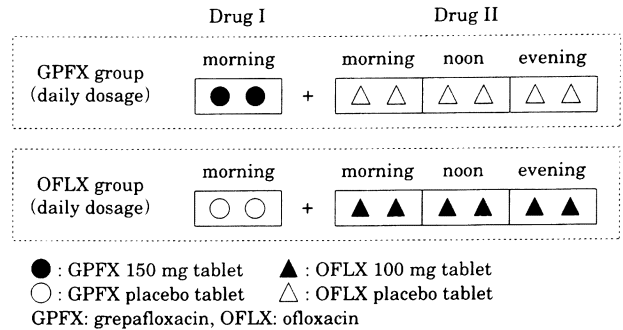 Drug I Drug II
morning morning noon evening
GPFX group
(daily dosage)
+
morning morning noon evening
OFLX group
(daily dosage)
+
● : GPFX 150 mg tablet ▲ : OFLX 100 mg tablet
○ : GPFX placebo tablet △ : OFLX placebo tablet
GPFX: grepafloxacin, OFLX: ofloxacin